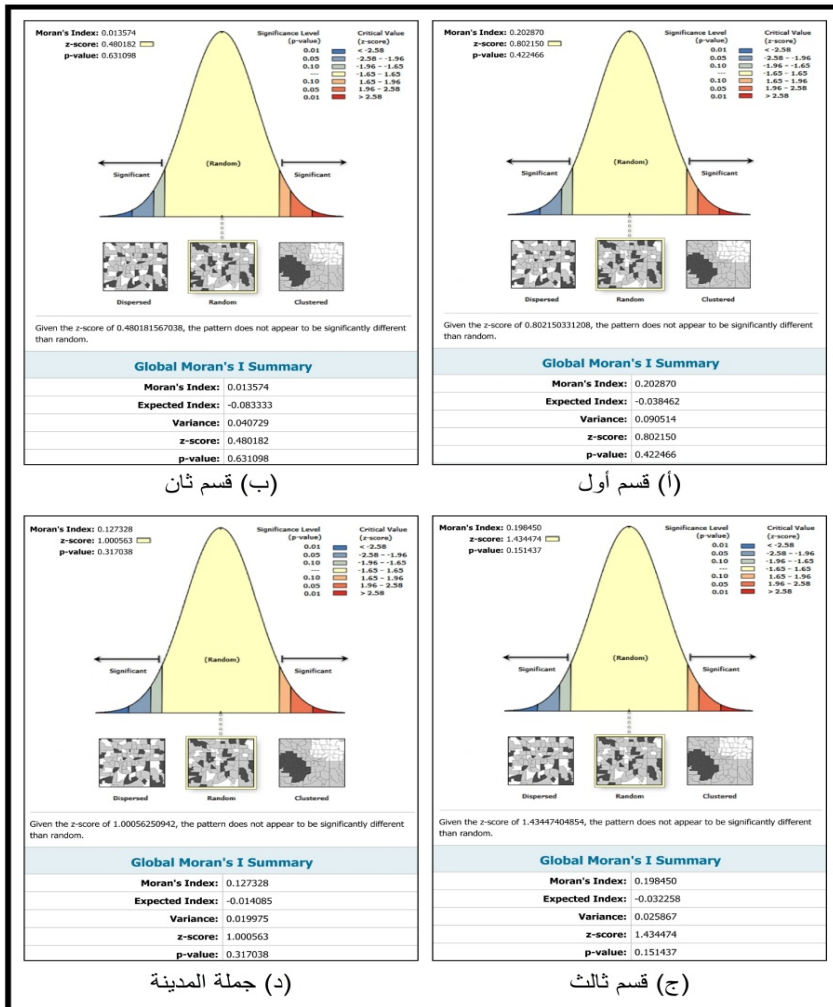 Moran's Index: 0.013574
z-score: 0.480182
p-value: 0.631098
Significance Level
(p-value)
Critical Value
(z-score)
0.01 < -2.58
0.05 -2.58 – -1.96
0.10 -1.96 – -1.65
--- -1.65 – 1.65
0.10 1.65 – 1.96
0.05 1.96 – 2.58
0.01 > 2.58
(Random)
Significant
Significant
Dispersed
Random
Clustered
Given the z-score of 0.480181567038, the pattern does not appear to be significantly different
than random.
Global Moran's I Summary
Moran's Index: 0.013574
Expected Index: -0.083333
Variance: 0.040729
z-score: 0.480182
p-value: 0.631098
(ب) قسم ثان
Moran's Index: 0.202870
z-score: 0.802150
p-value: 0.422466
Significance Level
(p-value)
Critical Value
(z-score)
0.01 < -2.58
0.05 -2.58 – -1.96
0.10 -1.96 – -1.65
--- -1.65 – 1.65
0.10 1.65 – 1.96
0.05 1.96 – 2.58
0.01 > 2.58
(Random)
Significant
Significant
Dispersed
Random
Clustered
Given the z-score of 0.802150331208, the pattern does not appear to be significantly different
than random.
Global Moran's I Summary
Moran's Index: 0.202870
Expected Index: -0.038462
Variance: 0.090514
z-score: 0.802150
p-value: 0.422466
(أ) قسم أول
Moran's Index: 0.127328
z-score: 1.000563
p-value: 0.317038
Significance Level
(p-value)
Critical Value
(z-score)
0.01 < -2.58
0.05 -2.58 – -1.96
0.10 -1.96 – -1.65
--- -1.65 – 1.65
0.10 1.65 – 1.96
0.05 1.96 – 2.58
0.01 > 2.58
(Random)
Significant
Significant
Dispersed
Random
Clustered
Given the z-score of 1.00056250942, the pattern does not appear to be significantly different
than random.
Global Moran's I Summary
Moran's Index: 0.127328
Expected Index: -0.014085
Variance: 0.019975
z-score: 1.000563
p-value: 0.317038
(د) جملة المدينة
Moran's Index: 0.198450
z-score: 1.434474
p-value: 0.151437
Significance Level
(p-value)
Critical Value
(z-score)
0.01 < -2.58
0.05 -2.58 – -1.96
0.10 -1.96 – -1.65
--- -1.65 – 1.65
0.10 1.65 – 1.96
0.05 1.96 – 2.58
0.01 > 2.58
(Random)
Significant
Significant
Dispersed
Random
Clustered
Given the z-score of 1.43447404854, the pattern does not appear to be significantly different
than random.
Global Moran's I Summary
Moran's Index: 0.198450
Expected Index: -0.032258
Variance: 0.025867
z-score: 1.434474
p-value: 0.151437
(ج) قسم ثالث